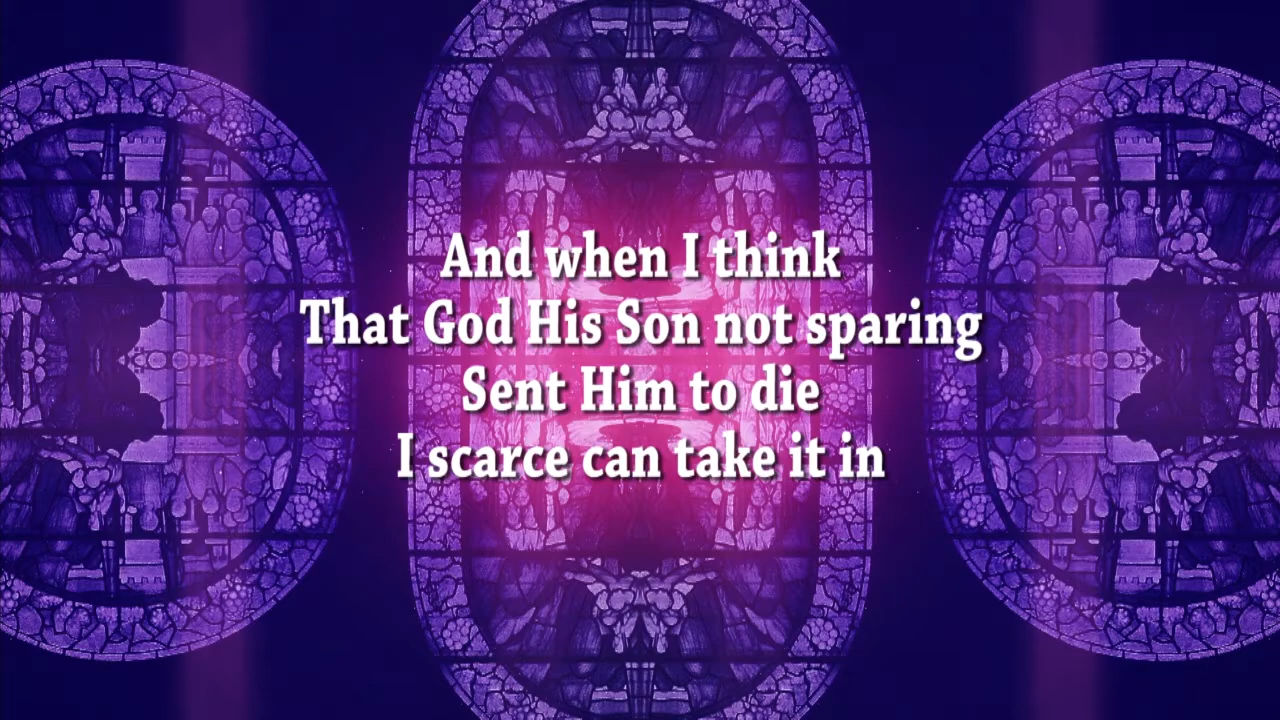 And when I think
That God His Son not sparing
Sent Him to die
I scarce can take it in